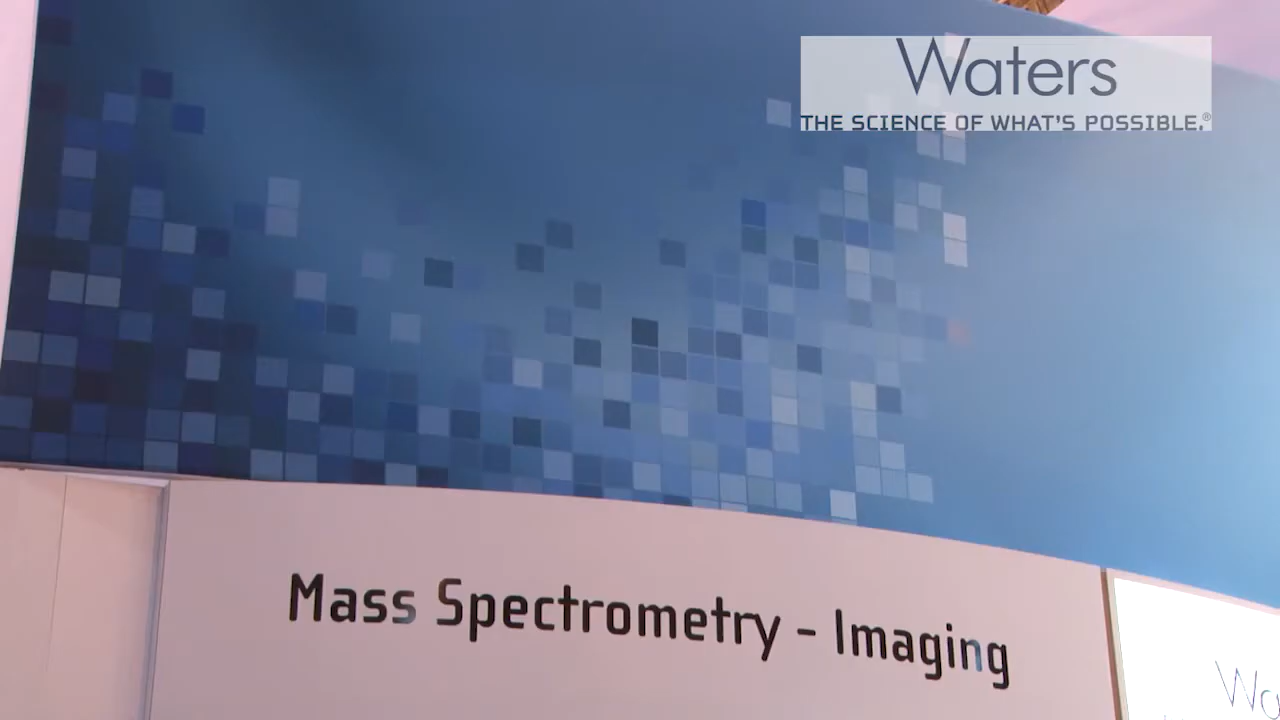 Waters
THE SCIENCE OF WHAT'S POSSIBLE.®
Mass Spectrometry - Imaging